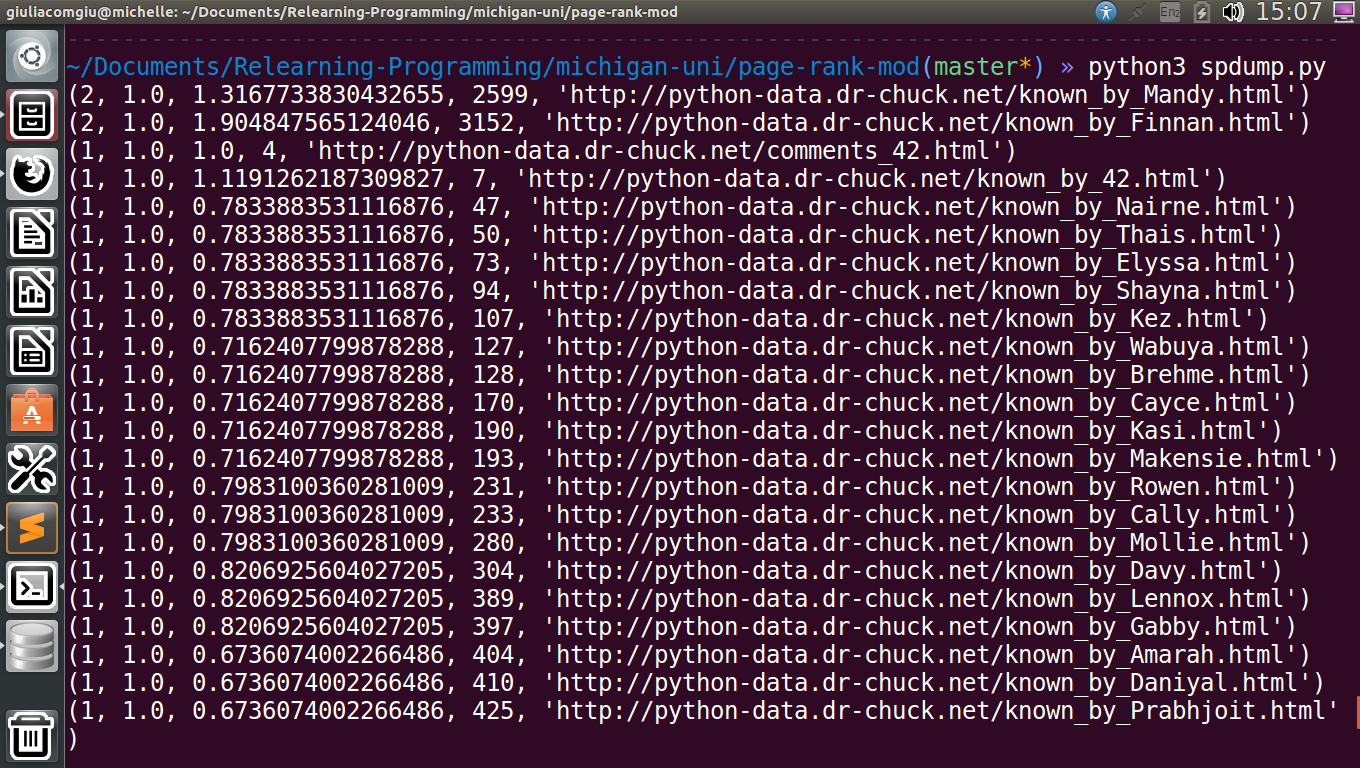 giuliacomgiu@michelle: ~/Documents/Relearning-Programming/michigan-uni/page-rank-mod
En2
15:07
~/Documents/Relearning-Programming/michigan-uni/page-rank-mod(master*) » python3 spdump.py
(2, 1.0, 1.3167733830432655, 2599, 'http://python-data.dr-chuck.net/known_by_Mandy.html')
(2, 1.0, 1.904847565124046, 3152, 'http://python-data.dr-chuck.net/known_by_Finnan.html')
(1, 1.0, 1.0, 4, 'http://python-data.dr-chuck.net/comments_42.html')
(1, 1.0, 1.1191262187309827, 7, 'http://python-data.dr-chuck.net/known_by_42.html')
(1, 1.0, 0.7833883531116876, 47, 'http://python-data.dr-chuck.net/known_by_Nairne.html')
(1, 1.0, 0.7833883531116876, 50, 'http://python-data.dr-chuck.net/known_by_Thais.html')
(1, 1.0, 0.7833883531116876, 73, 'http://python-data.dr-chuck.net/known_by_Elyssa.html')
(1, 1.0, 0.7833883531116876, 94, 'http://python-data.dr-chuck.net/known_by_Shayna.html')
(1, 1.0, 0.7833883531116876, 107, 'http://python-data.dr-chuck.net/known_by_Kez.html')
(1, 1.0, 0.7162407799878288, 127, 'http://python-data.dr-chuck.net/known_by_Wabuya.html')
(1, 1.0, 0.7162407799878288, 128, 'http://python-data.dr-chuck.net/known_by_Brehme.html')
(1, 1.0, 0.7162407799878288, 170, 'http://python-data.dr-chuck.net/known_by_Cayce.html')
(1, 1.0, 0.7162407799878288, 190, 'http://python-data.dr-chuck.net/known_by_Kasi.html')
(1, 1.0, 0.7162407799878288, 193, 'http://python-data.dr-chuck.net/known_by_Makensie.html')
(1, 1.0, 0.7983100360281009, 231, 'http://python-data.dr-chuck.net/known_by_Rowen.html')
(1, 1.0, 0.7983100360281009, 233, 'http://python-data.dr-chuck.net/known_by_Cally.html')
(1, 1.0, 0.7983100360281009, 280, 'http://python-data.dr-chuck.net/known_by_Mollie.html')
(1, 1.0, 0.8206925604027205, 304, 'http://python-data.dr-chuck.net/known_by_Davy.html')
(1, 1.0, 0.8206925604027205, 389, 'http://python-data.dr-chuck.net/known_by_Lennox.html')
(1, 1.0, 0.8206925604027205, 397, 'http://python-data.dr-chuck.net/known_by_Gabby.html')
(1, 1.0, 0.6736074002266486, 404, 'http://python-data.dr-chuck.net/known_by_Amarah.html')
(1, 1.0, 0.6736074002266486, 410, 'http://python-data.dr-chuck.net/known_by_Daniyal.html')
(1, 1.0, 0.6736074002266486, 425, 'http://python-data.dr-chuck.net/known_by_Prabhjoit.html'
)